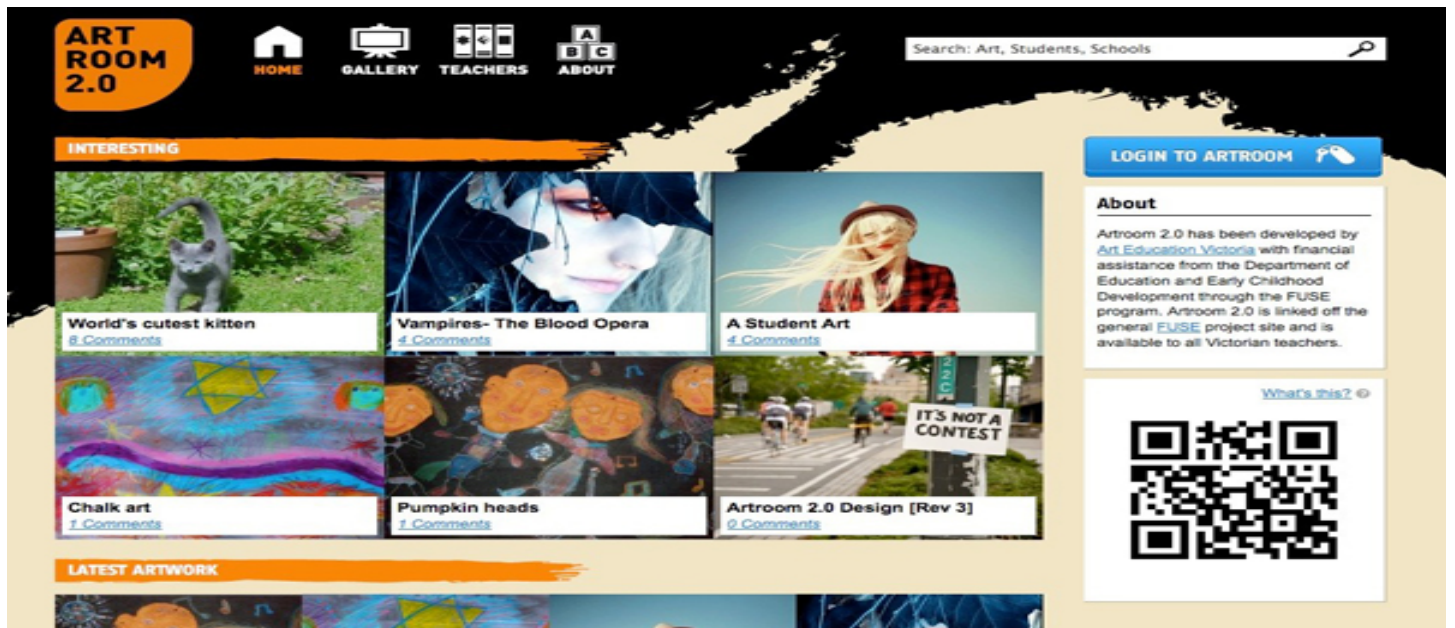 ART
ROOM
2.0
HOME
GALLERY
TEACHERS
ABOUT
A
B C
Search: Art, Students, Schools
INTERESTING
LOGIN TO ARTROOM
World's cutest kitten
8 Comments
Vampires- The Blood Opera
4 Comments
A Student Art
4 Comments
IT'S NOT A
CONTEST
Chalk art
1 Comments
Pumpkin heads
1 Comments
Artroom 2.0 Design [Rev 3]
0 Comments
About
Artroom 2.0 has been developed by
Art Education Victoria with financial
assistance from the Department of
Education and Early Childhood
Development through the FUSE
program. Artroom 2.0 is linked off the
general FUSE project site and is
available to all Victorian teachers.
What's this?
LATEST ARTWORK